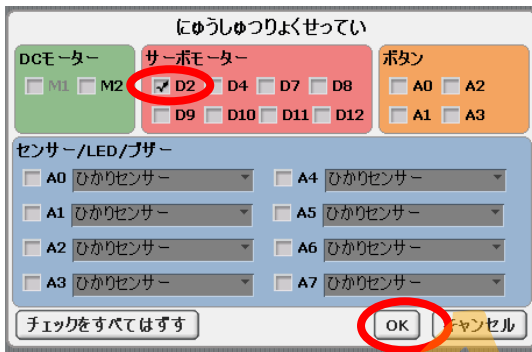 にゅうしゅつりょくせってい
DCモーター サーボモーター ボタン
M1 M2 D2 D4 D7 D8 A0 A2
D9 D10 D11 D12 A1 A3
センサー/LED/ブザー
A0 ひかりセンサー A4 ひかりセンサー
A1 ひかりセンサー A5 ひかりセンサー
A2 ひかりセンサー A6 ひかりセンサー
A3 ひかりセンサー A7 ひかりセンサー
チェックをすべてはずす OK キャンセル